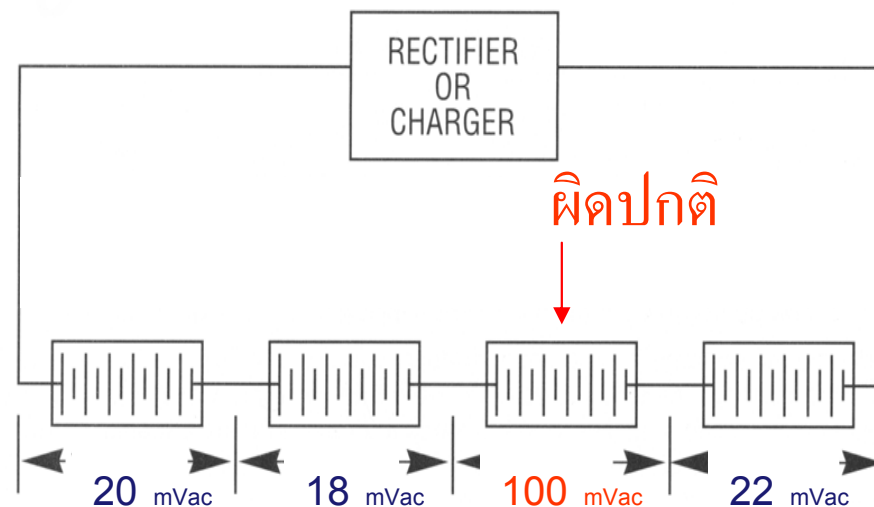 RECTIFIER
OR
CHARGER
ผิดปกติ
20 mVac 18 mVac 100 mVac 22 mVac